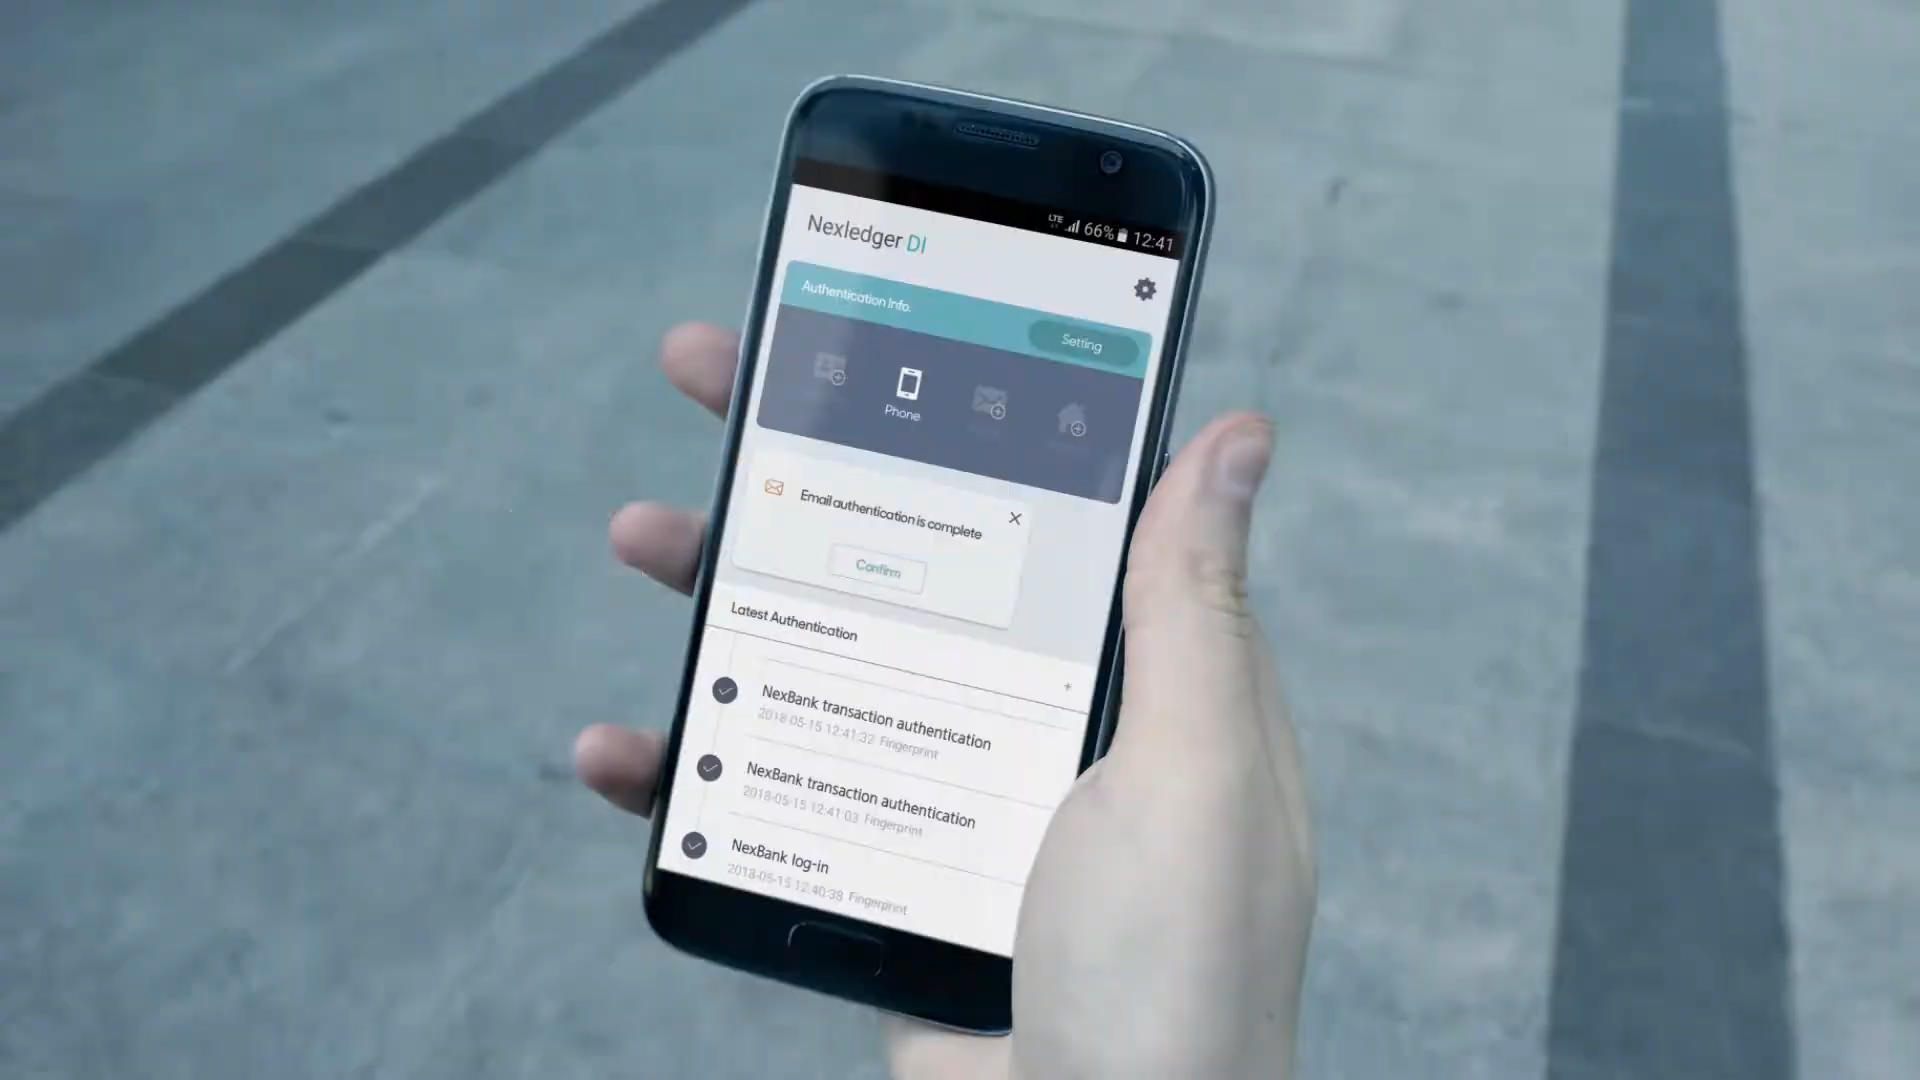 LTE 66% 12:41
Nexledger DI
Authentication Info.
Setting
Phone
Email authentication is complete
Confirm
Latest Authentication
+
NexBank transaction authentication
2018-05-15 12:41:32 Fingerprint
NexBank transaction authentication
2018-05-15 12:41:03 Fingerprint
NexBank log-in
2018-05-15 12:40:38 Fingerprint